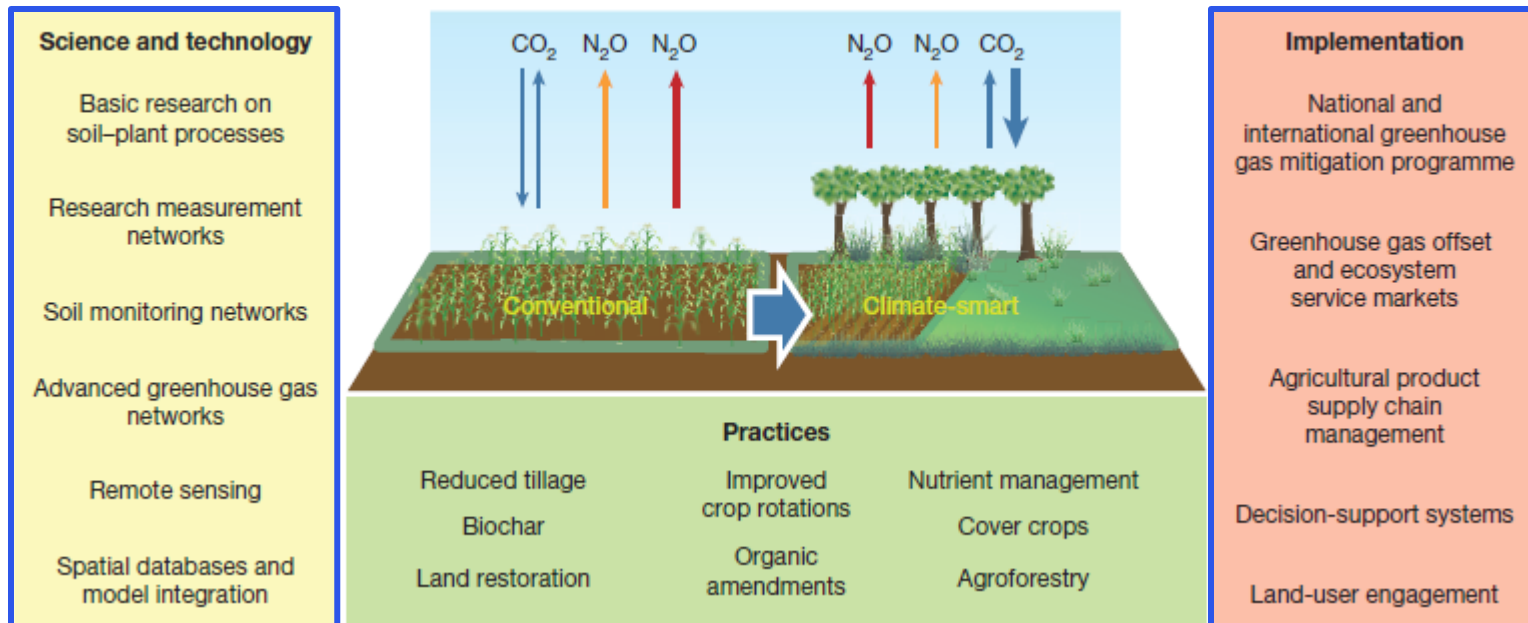 Science and technology
Basic research on
soil–plant processes
Research measurement
networks
Soil monitoring networks
Advanced greenhouse gas
networks
Remote sensing
Spatial databases and
model integration
CO₂ N₂O N₂O
N₂O N₂O CO₂
Conventional
Climate-smart
Practices
Reduced tillage
Biochar
Land restoration
Improved
crop rotations
Organic
amendments
Nutrient management
Cover crops
Agroforestry
Implementation
National and
international greenhouse
gas mitigation programme
Greenhouse gas offset
and ecosystem
service markets
Agricultural product
supply chain
management
Decision-support systems
Land-user engagement